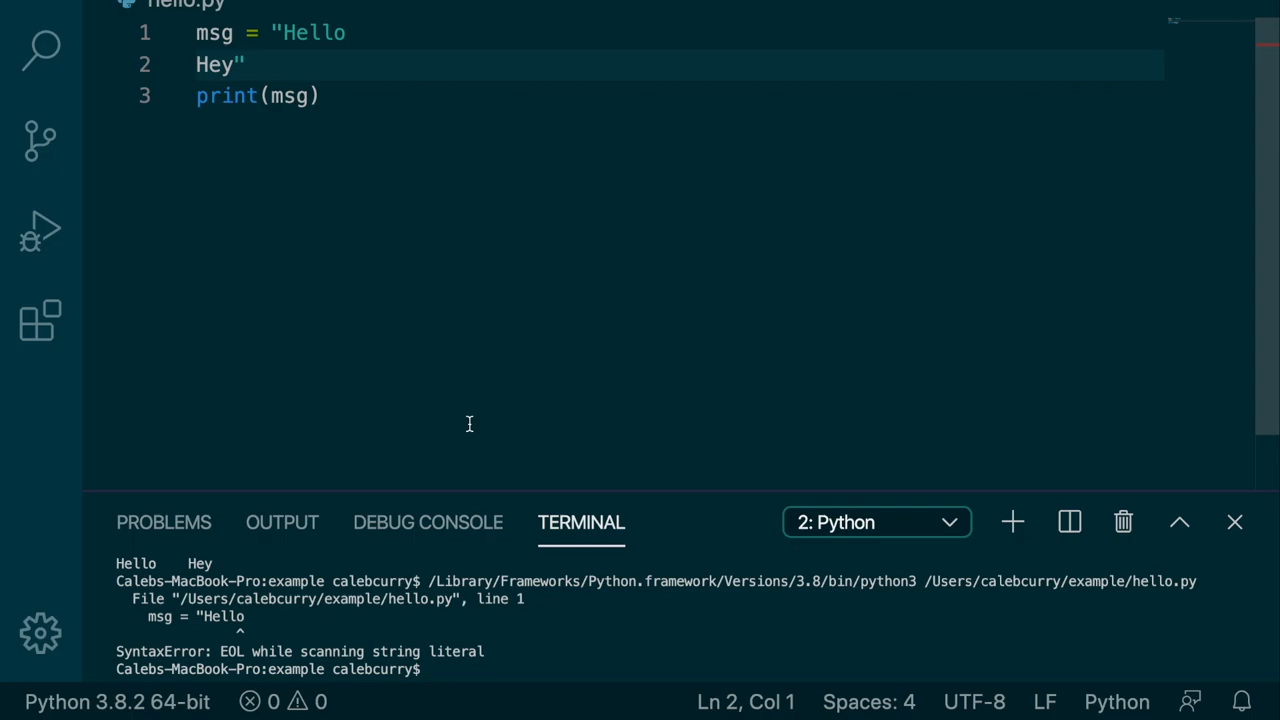 hello.py
1 msg = "Hello
2 Hey"
3 print(msg)
PROBLEMS OUTPUT DEBUG CONSOLE TERMINAL 2: Python
Hello    Hey
Calebs-MacBook-Pro:example calebcurry$ /Library/Frameworks/Python.framework/Versions/3.8/bin/python3 /Users/calebcurry/example/hello.py
  File "/Users/calebcurry/example/hello.py", line 1
    msg = "Hello
               ^
SyntaxError: EOL while scanning string literal
Calebs-MacBook-Pro:example calebcurry$
Python 3.8.2 64-bit 0 0 Ln 2, Col 1 Spaces: 4 UTF-8 LF Python